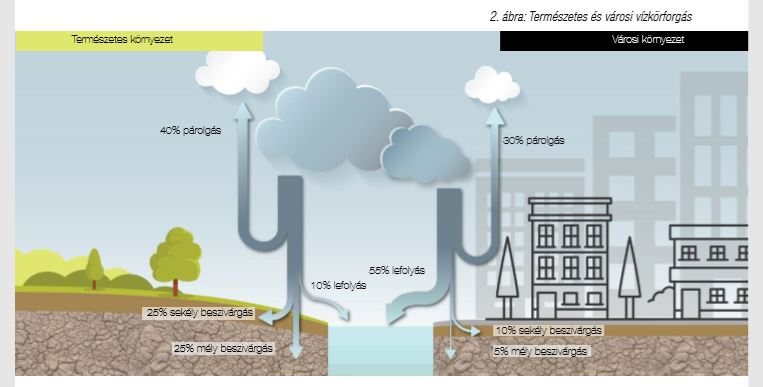 2. ábra: Természetes és városi vízkörforgás
Természetes környezet
Városi környezet
40% párolgás
30% párolgás
55% lefolyás
10% lefolyás
25% sekély beszivárgás
10% sekély beszivárgás
25% mély beszivárgás
5% mély beszivárgás